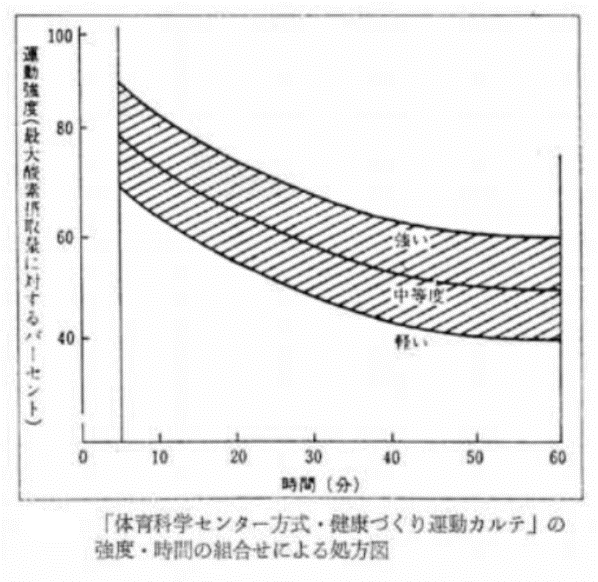 100
80
60
40
運動強度(最大酸素摂取量に対するパーセント)
強い
中等度
軽い
0 10 20 30 40 50 60
時間(分)
「体育科学センター方式・健康づくり運動カルテ」の
強度・時間の組合せによる処方図